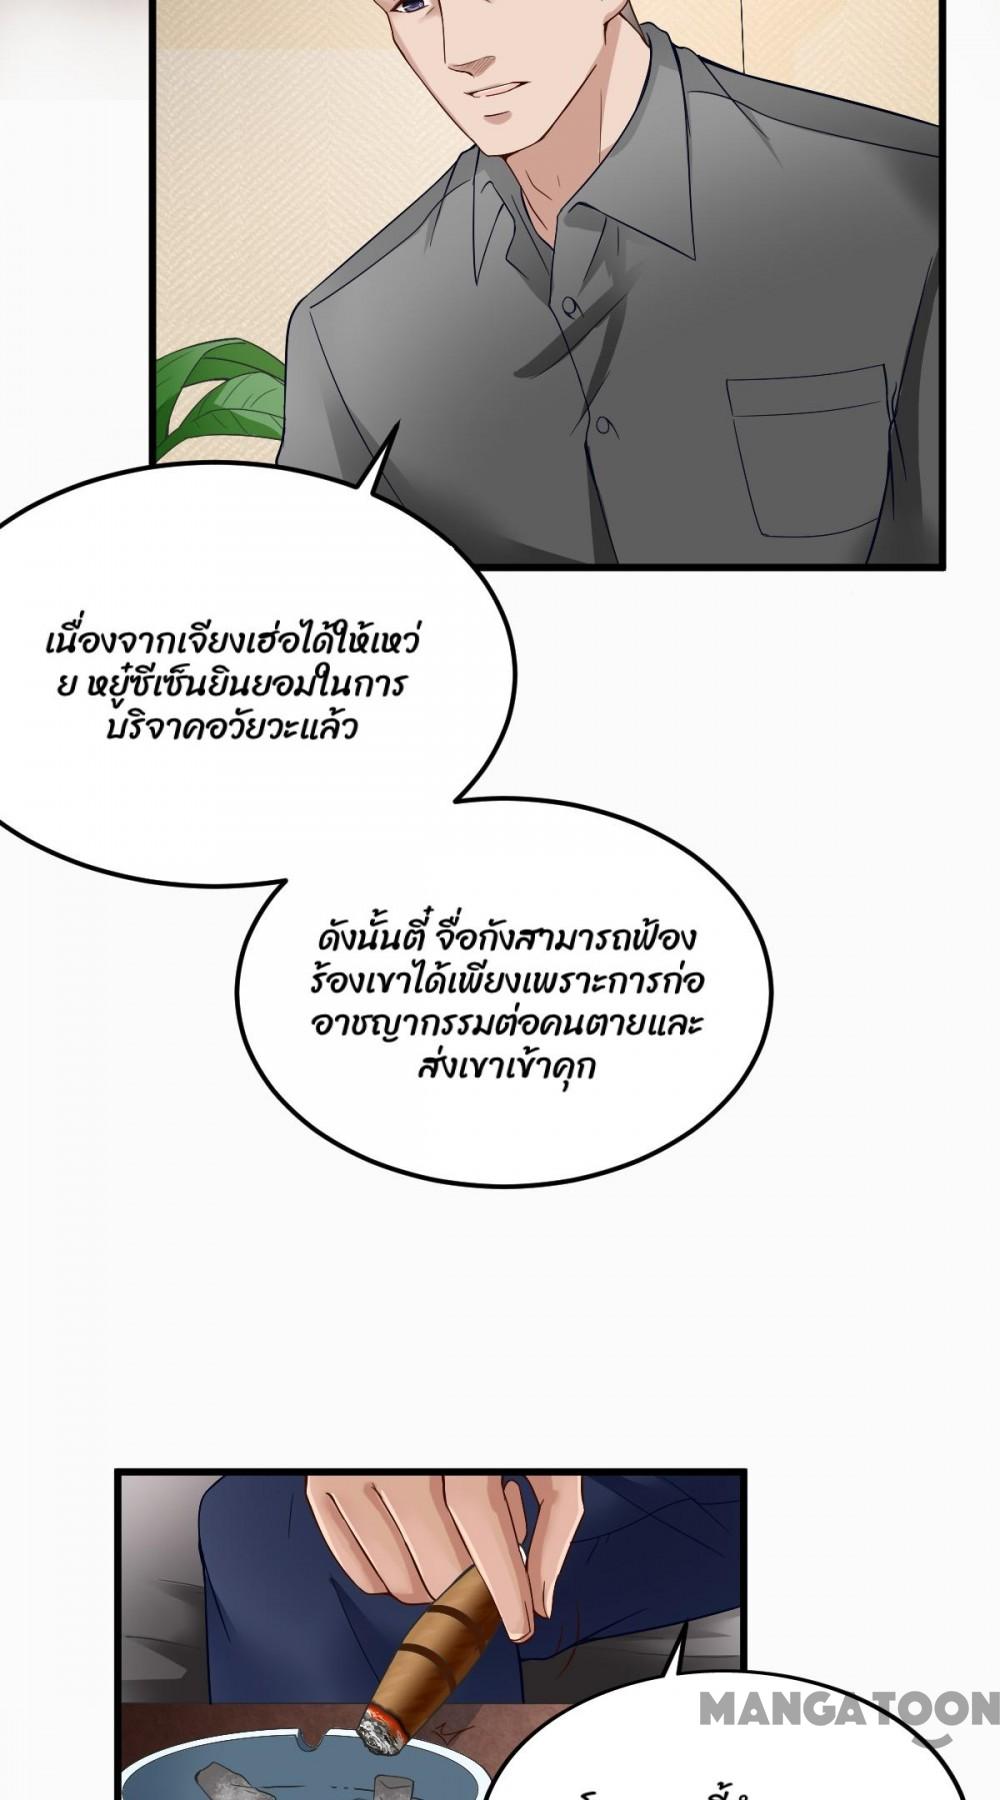 เนื่องจากเจียงเฮ่อได้ให้เหว่
ย หยู่ซีเซ็นยินยอมในการ
บริจาคอวัยวะแล้ว
ดังนั้นตี๋ จื่อกังสามารถฟ้อง
ร้องเขาได้เพียงเพราะการก่อ
อาชญากรรมต่อคนตายและ
ส่งเขาเข้าคุก
MANGATOON